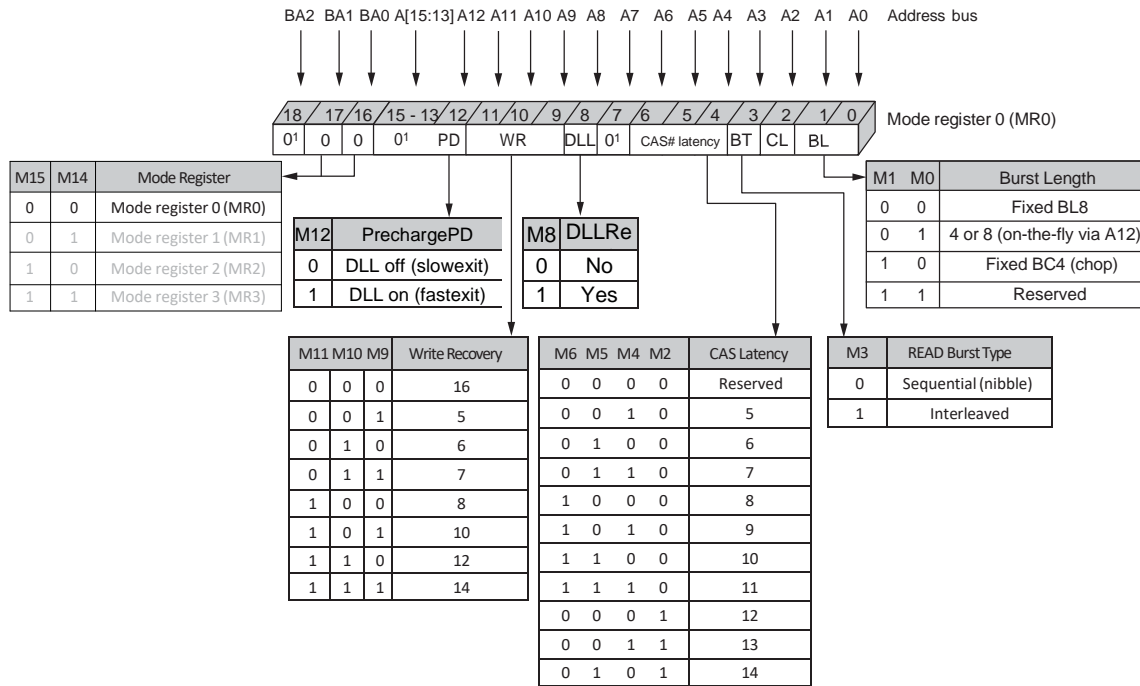 BA2 BA1 BA0 A[15:13] A12 A11 A10 A9 A8 A7 A6 A5 A4 A3 A2 A1 A0 Address bus
18 17 16 15 - 13 12 11 10 9 8 7 6 5 4 3 2 1 0
Mode register 0 (MR0)
0¹ 0 0 0¹ PD WR DLL 0¹ CAS# latency BT CL BL
M15 M14 Mode Register
0 0 Mode register 0 (MR0)
0 1 Mode register 1 (MR1)
1 0 Mode register 2 (MR2)
1 1 Mode register 3 (MR3)
M12 PrechargePD
0 DLL off (slowexit)
1 DLL on (fastexit)
M8 DLLRe
0 No
1 Yes
M1 M0 Burst Length
0 0 Fixed BL8
0 1 4 or 8 (on-the-fly via A12)
1 0 Fixed BC4 (chop)
1 1 Reserved
M11 M10 M9 Write Recovery
0 0 0 16
0 0 1 5
0 1 0 6
0 1 1 7
1 0 0 8
1 0 1 10
1 1 0 12
1 1 1 14
M6 M5 M4 M2 CAS Latency
0 0 0 0 Reserved
0 0 1 0 5
0 1 0 0 6
0 1 1 0 7
1 0 0 0 8
1 0 1 0 9
1 1 0 0 10
1 1 1 0 11
0 0 0 1 12
0 0 1 1 13
0 1 0 1 14
M3 READ Burst Type
0 Sequential (nibble)
1 Interleaved